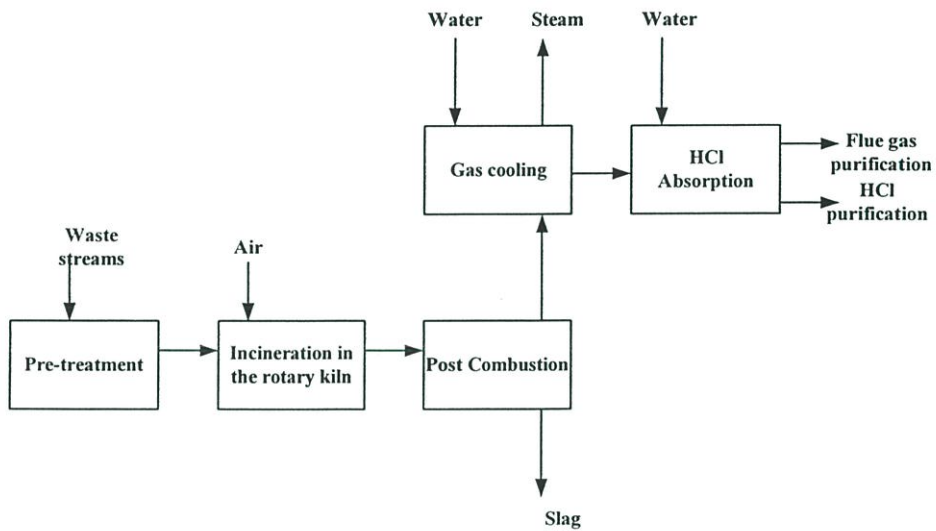 Water
Steam
Water
Gas cooling
HCl
Absorption
Flue gas
purification
HCl
purification
Waste
streams
Air
Pre-treatment
Incineration in
the rotary kiln
Post Combustion
Slag